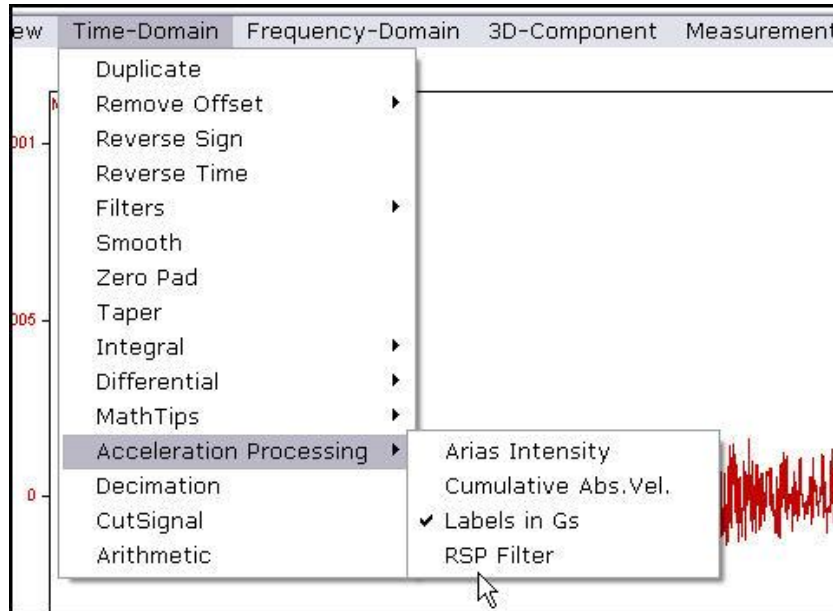 ew Time-Domain Frequency-Domain 3D-Component Measurement
Duplicate
Remove Offset
Reverse Sign
Reverse Time
Filters
Smooth
Zero Pad
Taper
Integral
Differential
MathTips
Acceleration Processing
Decimation
CutSignal
Arithmetic
Arias Intensity
Cumulative Abs.Vel.
Labels in Gs
RSP Filter
001
005
0